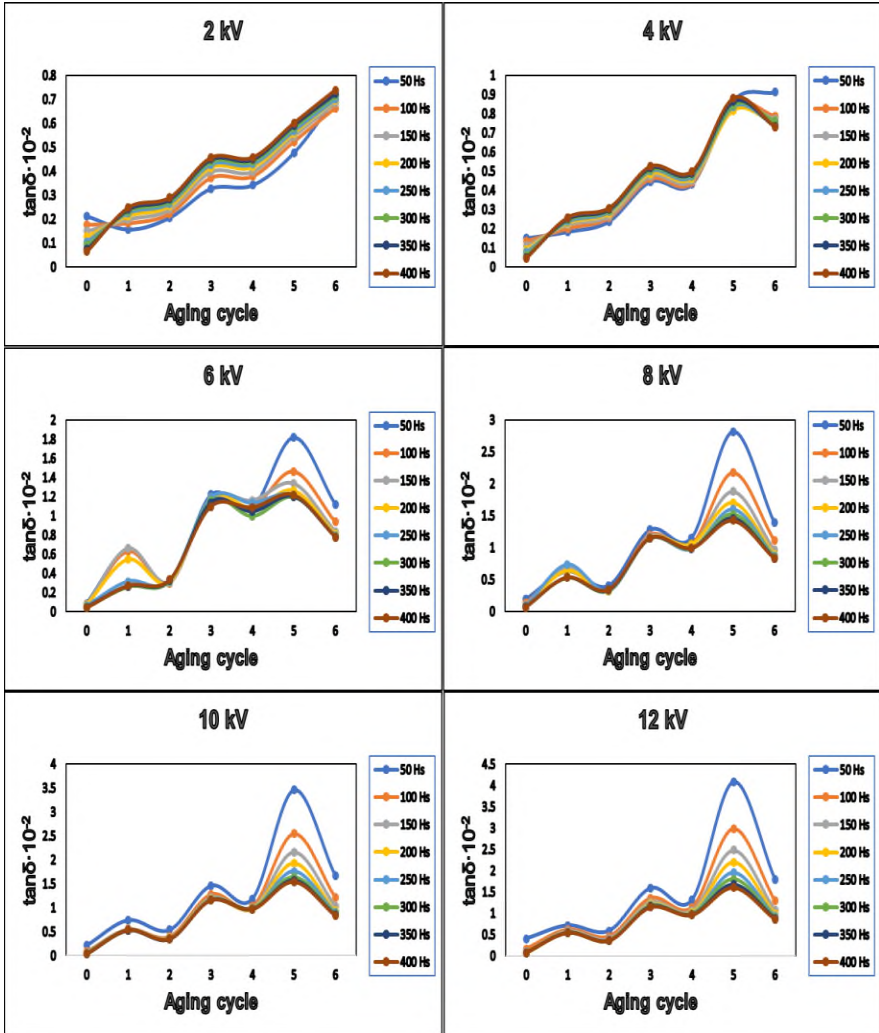 2 kV
tanδ·10⁻²
0.8
0.7
0.6
0.5
0.4
0.3
0.2
0.1
0
0 1 2 3 4 5 6
Aging cycle
50 Hs
100 Hs
150 Hs
200 Hs
250 Hs
300 Hs
350 Hs
400 Hs
4 kV
tanδ·10⁻²
1
0.9
0.8
0.7
0.6
0.5
0.4
0.3
0.2
0.1
0
0 1 2 3 4 5 6
Aging cycle
50 Hs
100 Hs
150 Hs
200 Hs
250 Hs
300 Hs
350 Hs
400 Hs
6 kV
tanδ·10⁻²
2
1.8
1.6
1.4
1.2
1
0.8
0.6
0.4
0.2
0
0 1 2 3 4 5 6
Aging cycle
50 Hs
100 Hs
150 Hs
200 Hs
250 Hs
300 Hs
350 Hs
400 Hs
8 kV
tanδ·10⁻²
3
2.5
2
1.5
1
0.5
0
0 1 2 3 4 5 6
Aging cycle
50 Hs
100 Hs
150 Hs
200 Hs
250 Hs
300 Hs
350 Hs
400 Hs
10 kV
tanδ·10⁻²
4
3.5
3
2.5
2
1.5
1
0.5
0
0 1 2 3 4 5 6
Aging cycle
50 Hs
100 Hs
150 Hs
200 Hs
250 Hs
300 Hs
350 Hs
400 Hs
12 kV
tanδ·10⁻²
4.5
4
3.5
3
2.5
2
1.5
1
0.5
0
0 1 2 3 4 5 6
Aging cycle
50 Hs
100 Hs
150 Hs
200 Hs
250 Hs
300 Hs
350 Hs
400 Hs